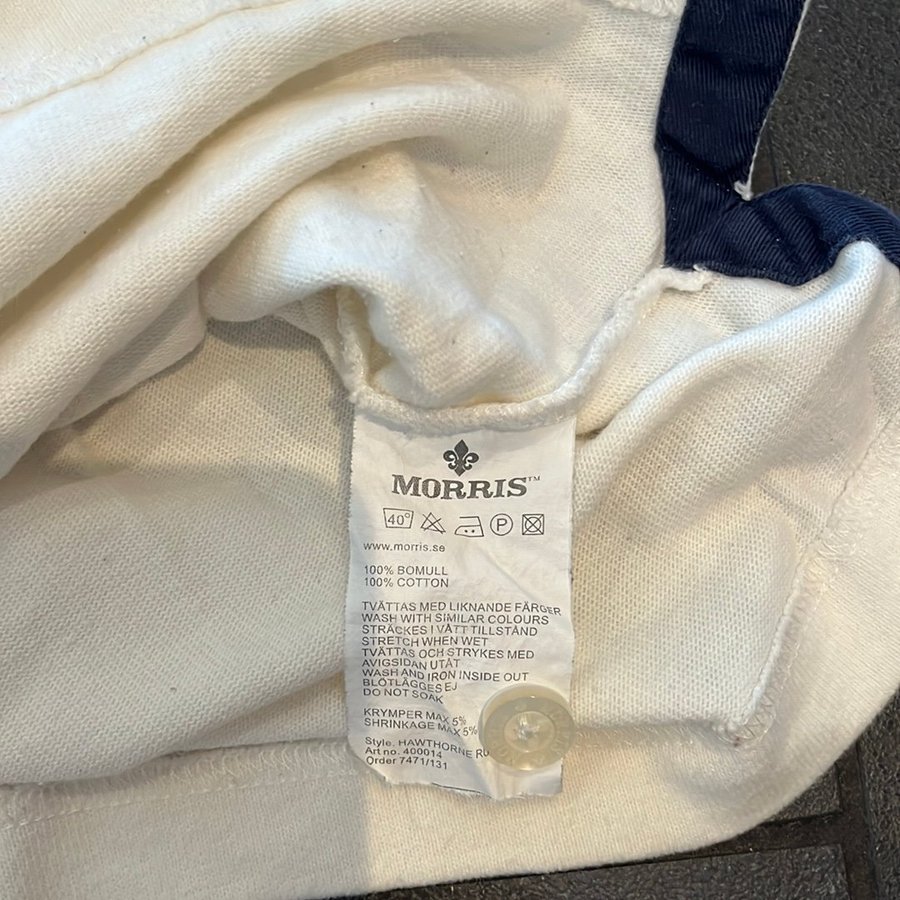 MORRIS™
40°
P
www.morris.se
100% BOMULL
100% COTTON
TVÄTTAS MED LIKNANDE FÄRGER
WASH WITH SIMILAR COLOURS
STRÄCKES I VÅTT TILLSTÅND
STRETCH WHEN WET
TVÄTTAS OCH STRYKES MED
AVIGSIDAN UTÅT
WASH AND IRON INSIDE OUT
BLÖTLÄGGES EJ
DO NOT SOAK
KRYMPER MAX 5%
SHRINKAGE MAX 5%
Style. HAWTHORNE
Art no. 400014
Order 7471/131